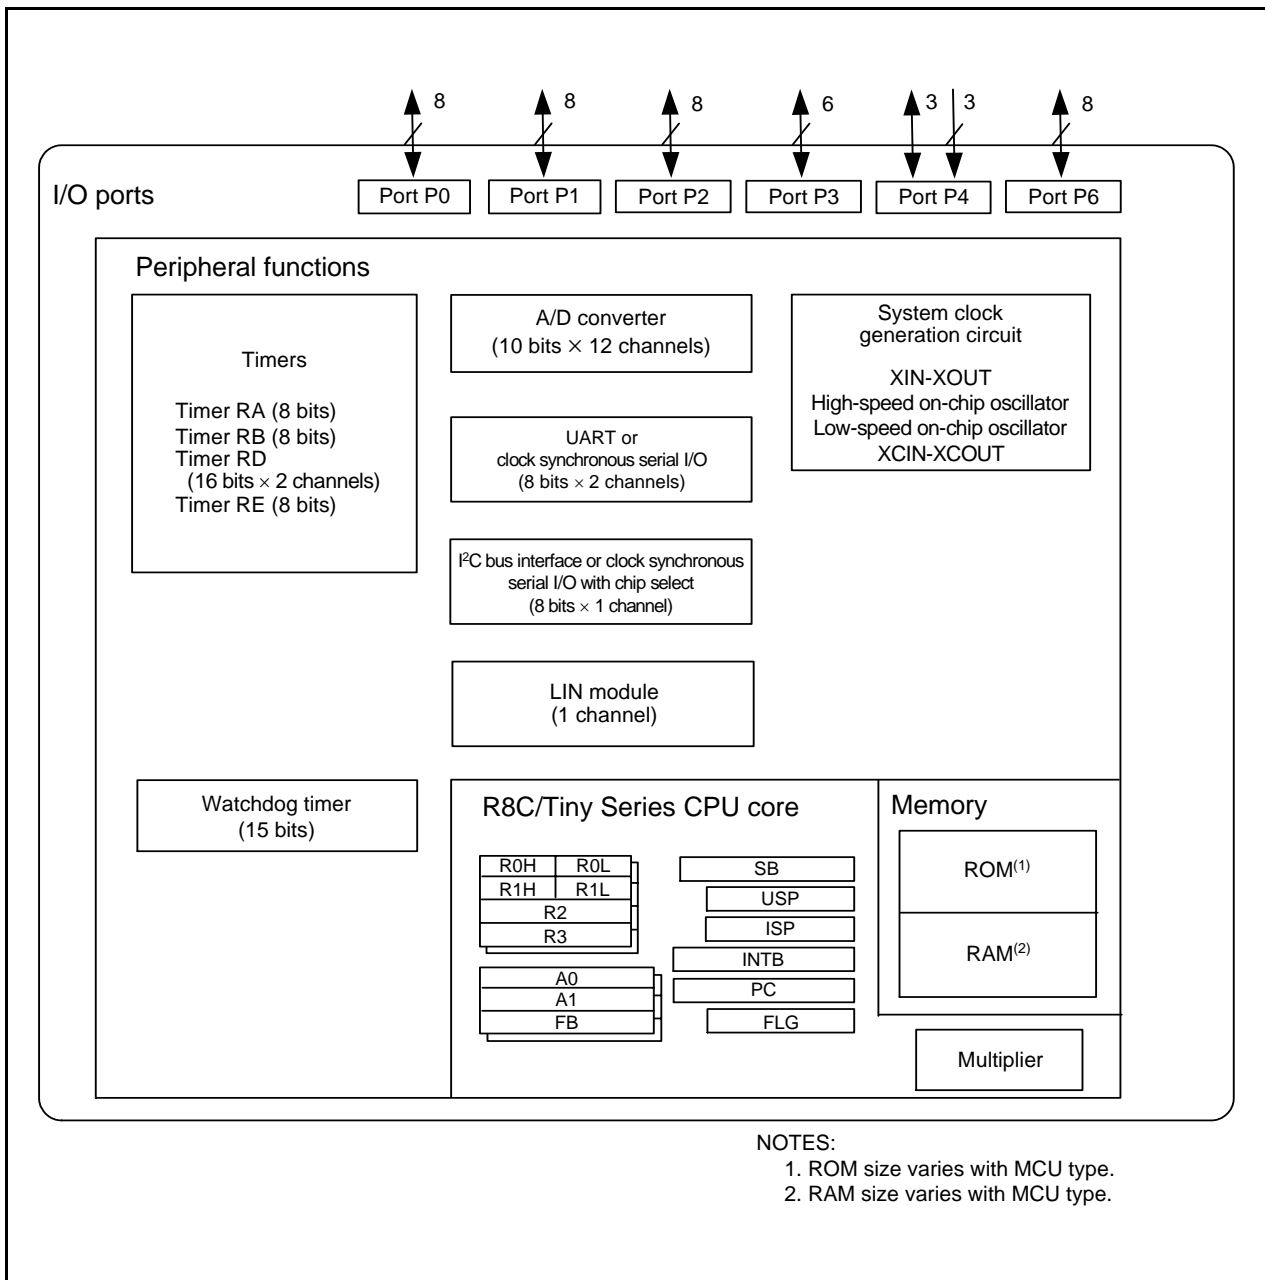 8 8 8 6 3 3 8
I/O ports
Port P0 Port P1 Port P2 Port P3 Port P4 Port P6
Peripheral functions
Timers
Timer RA (8 bits)
Timer RB (8 bits)
Timer RD
(16 bits × 2 channels)
Timer RE (8 bits)
A/D converter
(10 bits × 12 channels)
UART or
clock synchronous serial I/O
(8 bits × 2 channels)
I²C bus interface or clock synchronous
serial I/O with chip select
(8 bits × 1 channel)
LIN module
(1 channel)
System clock
generation circuit
XIN-XOUT
High-speed on-chip oscillator
Low-speed on-chip oscillator
XCIN-XCOUT
Watchdog timer
(15 bits)
R8C/Tiny Series CPU core
R0H R0L
R1H R1L
R2
R3
A0
A1
FB
SB
USP
ISP
INTB
PC
FLG
Memory
ROM(1)
RAM(2)
Multiplier
NOTES:
1. ROM size varies with MCU type.
2. RAM size varies with MCU type.